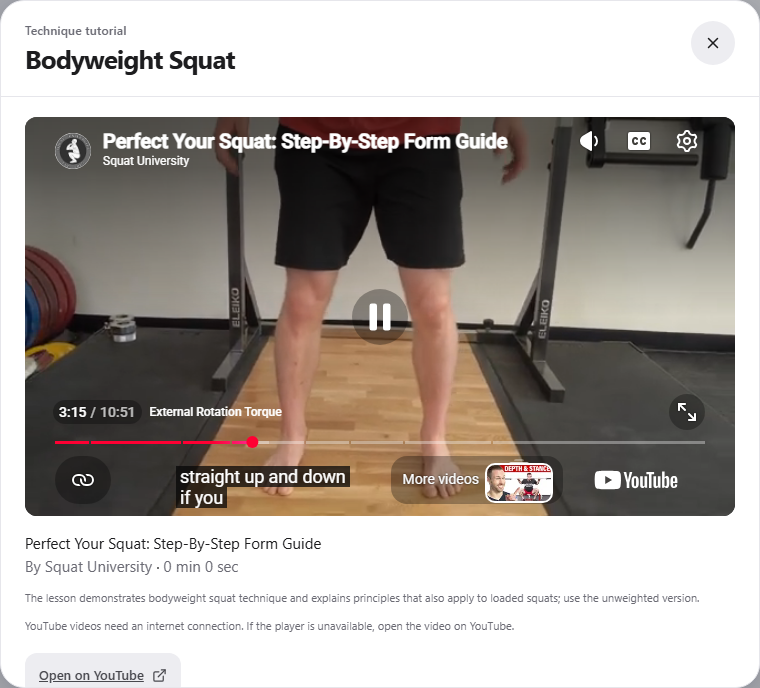 Technique tutorial
Bodyweight Squat
Perfect Your Squat: Step-By-Step Form Guide
Squat University
CC
ELEIKO
ELEIKO
3:15 / 10:51 External Rotation Torque
straight up and down
if you
More videos
DEPTH & STANCE
YouTube
Perfect Your Squat: Step-By-Step Form Guide
By Squat University · 0 min 0 sec
The lesson demonstrates bodyweight squat technique and explains principles that also apply to loaded squats; use the unweighted version.
YouTube videos need an internet connection. If the player is unavailable, open the video on YouTube.
Open on YouTube